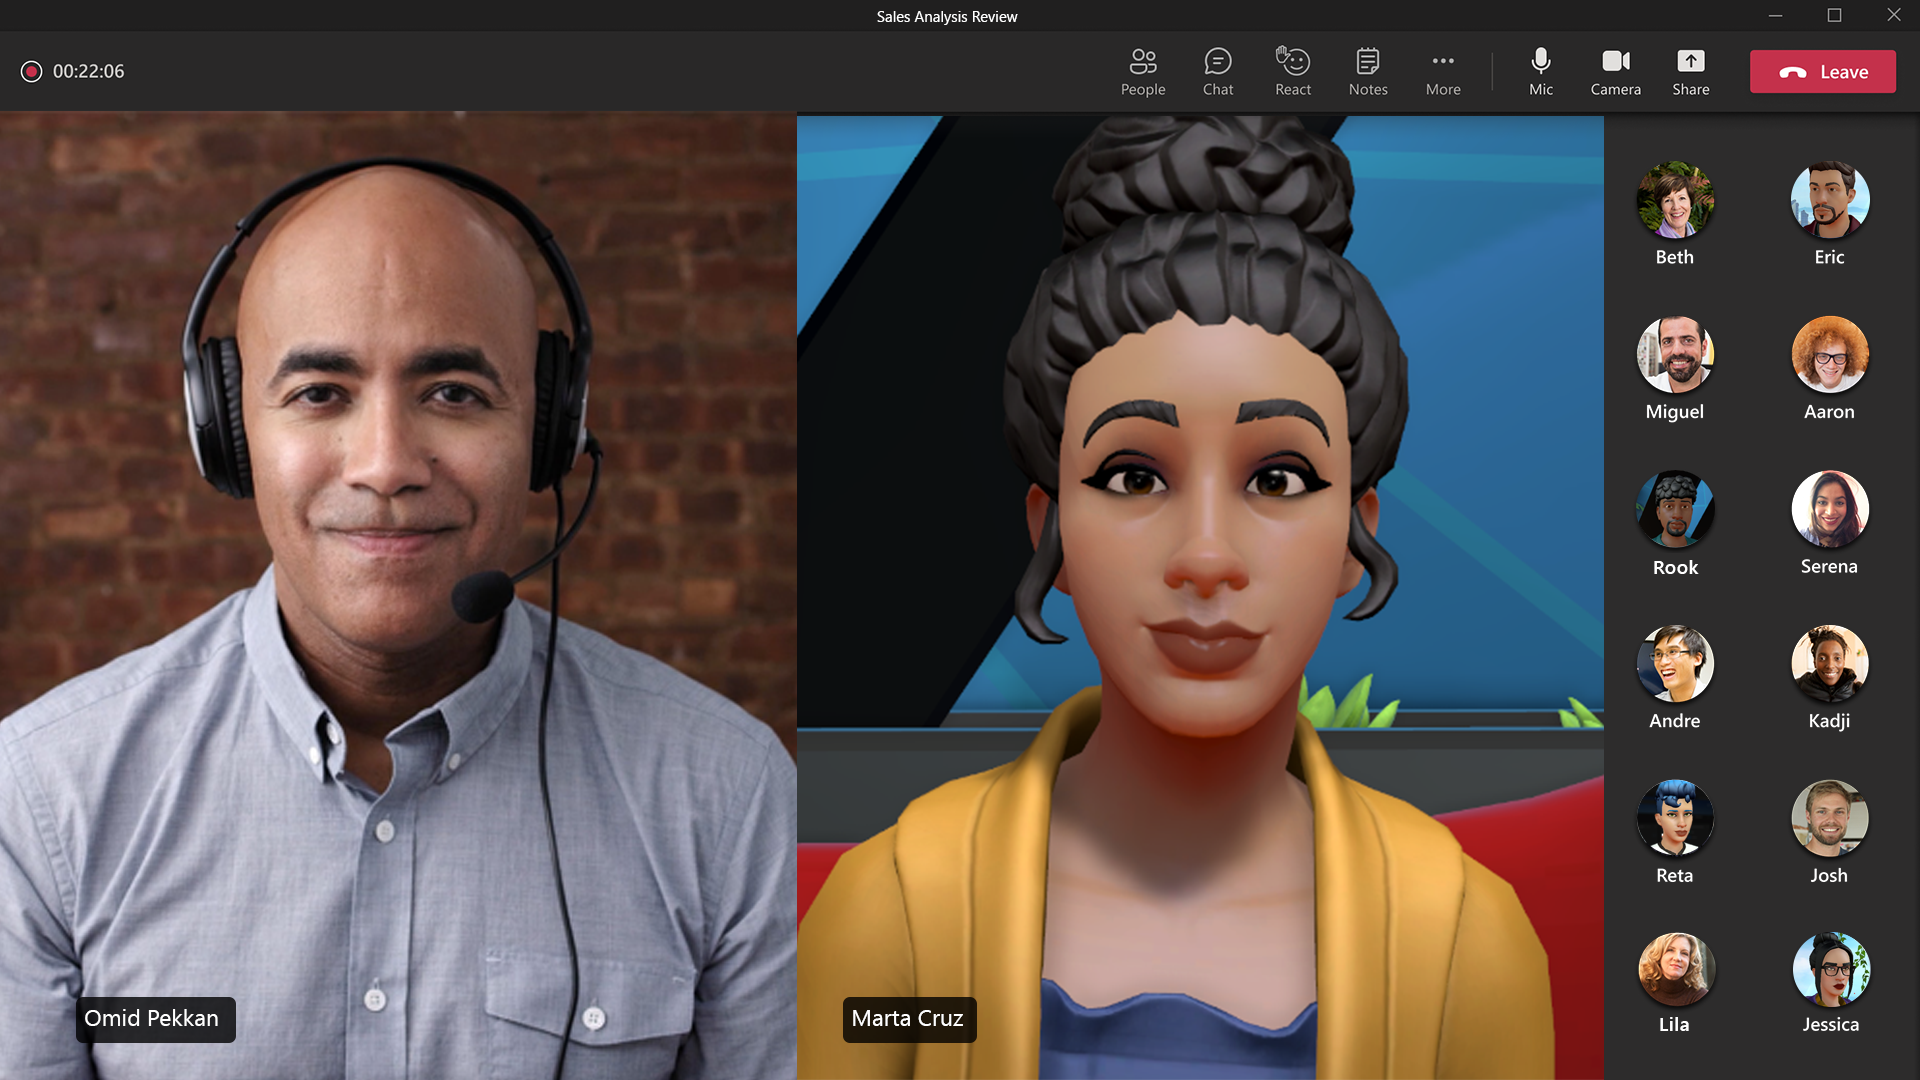 Sales Analysis Review
00:22:06
People Chat React Notes More Mic Camera Share Leave
Beth Eric
Miguel Aaron
Rook Serena
Andre Kadji
Reta Josh
Lila Jessica
Omid Pekkan
Marta Cruz